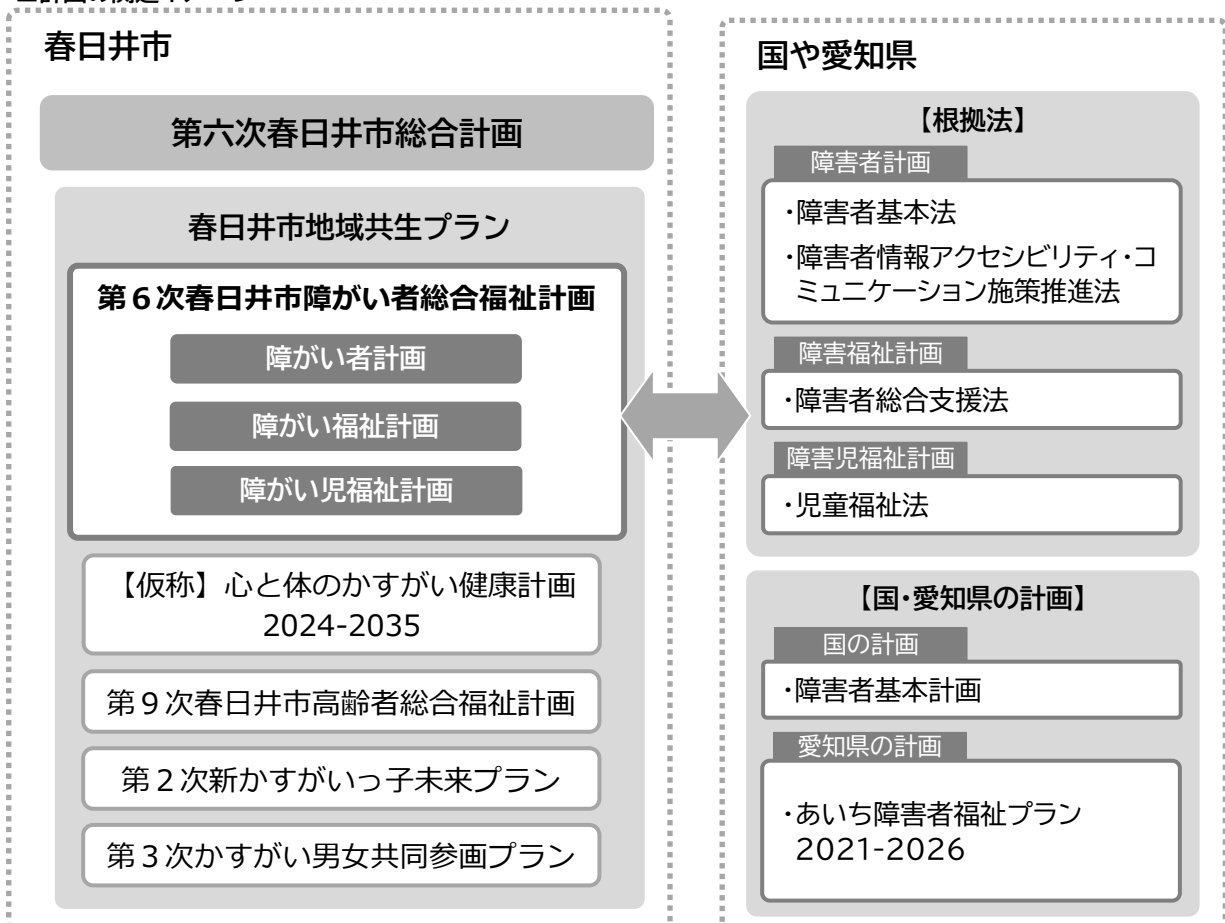 春日井市
第六次春日井市総合計画
春日井市地域共生プラン
第6次春日井市障がい者総合福祉計画
障がい者計画
障がい福祉計画
障がい児福祉計画
【仮称】心と体のかすがい健康計画
2024-2035
第9次春日井市高齢者総合福祉計画
第2次新かすがいっ子未来プラン
第3次かすがい男女共同参画プラン
国や愛知県
【根拠法】
障害者計画
・障害者基本法
・障害者情報アクセシビリティ・コ
ミュニケーション施策推進法
障害福祉計画
・障害者総合支援法
障害児福祉計画
・児童福祉法
【国・愛知県の計画】
国の計画
・障害者基本計画
愛知県の計画
・あいち障害者福祉プラン
2021-2026